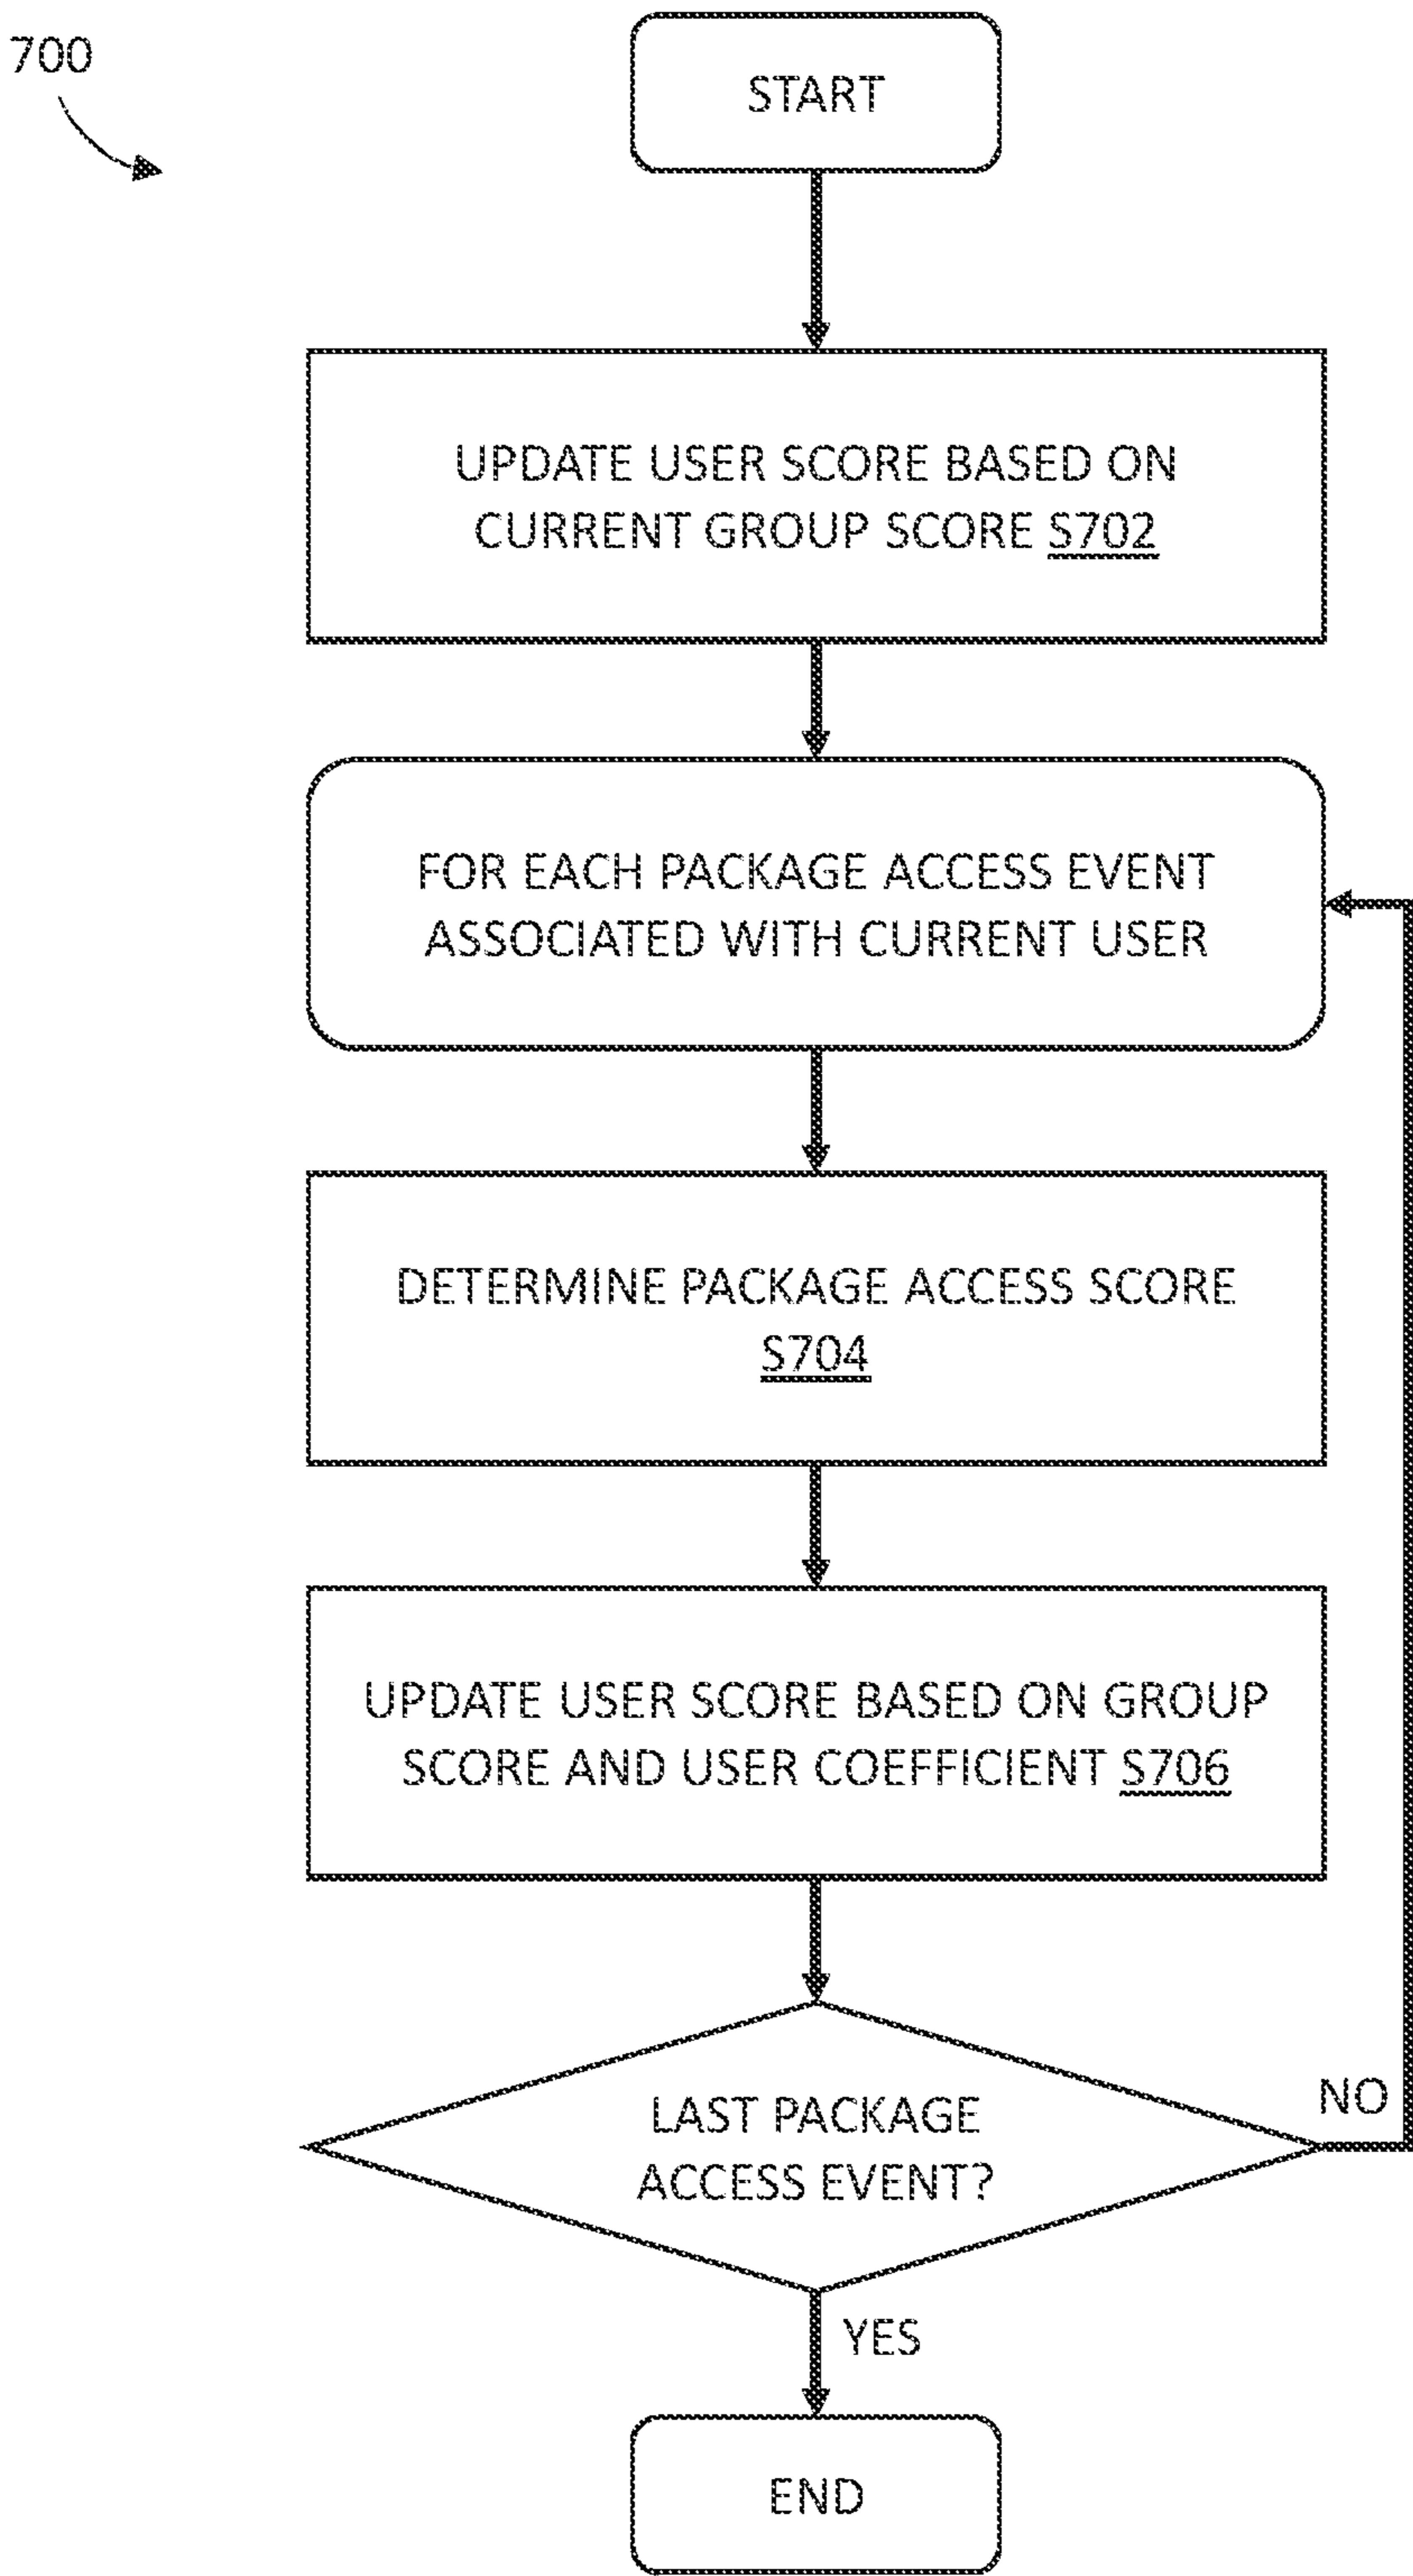 700
START
UPDATE USER SCORE BASED ON
CURRENT GROUP SCORE S702
FOR EACH PACKAGE ACCESS EVENT
ASSOCIATED WITH CURRENT USER
DETERMINE PACKAGE ACCESS SCORE
S704
UPDATE USER SCORE BASED ON GROUP
SCORE AND USER COEFFICIENT S706
LAST PACKAGE
ACCESS EVENT?
NO
YES
END